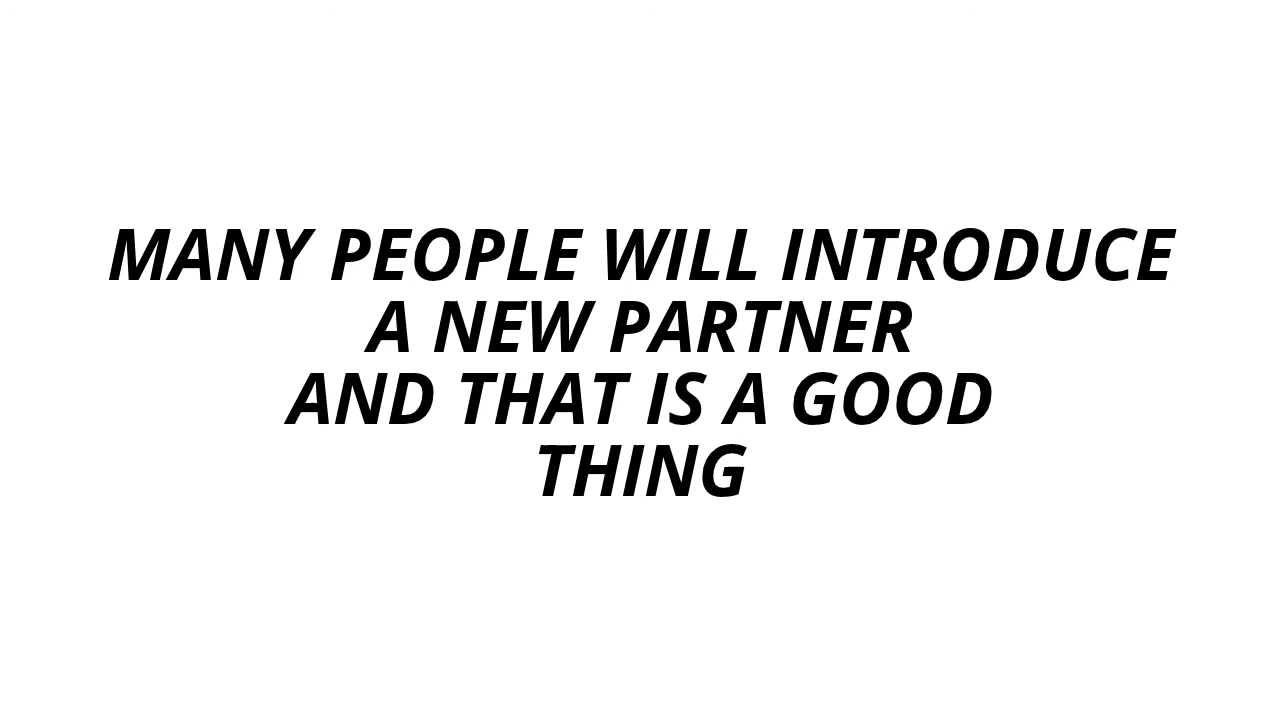 MANY PEOPLE WILL INTRODUCE
A NEW PARTNER
AND THAT IS A GOOD
THING